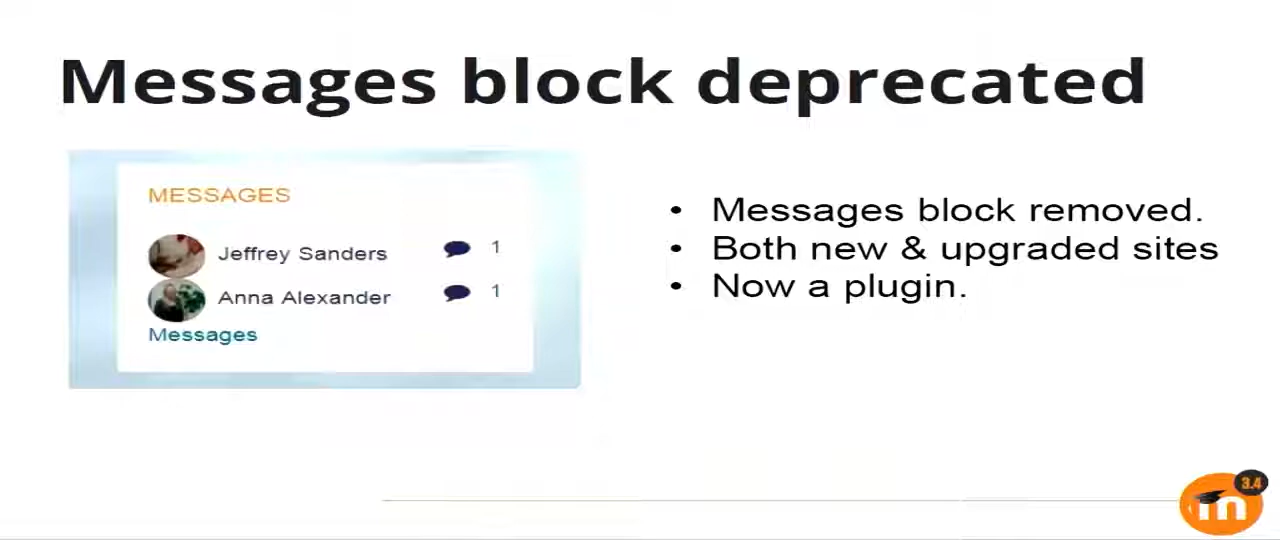 Messages block deprecated
MESSAGES
Jeffrey Sanders 1
Anna Alexander 1
Messages
• Messages block removed.
• Both new & upgraded sites
• Now a plugin.
3.4
m